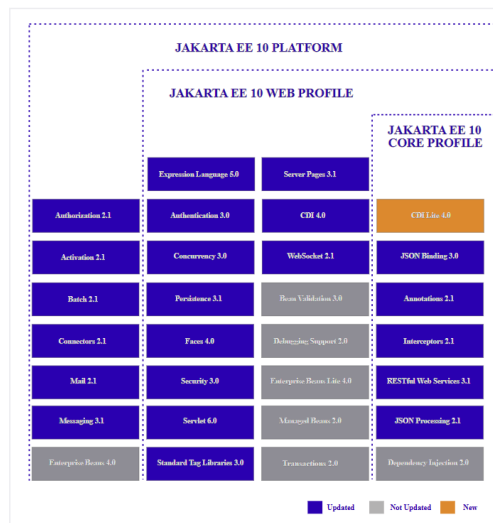 JAKARTA EE 10 PLATFORM
JAKARTA EE 10 WEB PROFILE
JAKARTA EE 10
CORE PROFILE
Expression Language 5.0
Server Pages 3.1
Authorization 2.1
Authentication 3.0
CDI 4.0
CDI Lite 4.0
Activation 2.1
Concurrency 3.0
WebSocket 2.1
JSON Binding 3.0
Batch 2.1
Persistence 3.1
Bean Validation 3.0
Annotations 2.1
Connectors 2.1
Faces 4.0
Debugging Support 2.0
Interceptors 2.1
Mail 2.1
Security 3.0
Enterprise Beans Lite 4.0
RESTful Web Services 3.1
Messaging 3.1
Servlet 6.0
Managed Beans 2.0
JSON Processing 2.1
Enterprise Beans 4.0
Standard Tag Libraries 3.0
Transactions 2.0
Dependency Injection 2.0
Updated
Not Updated
New